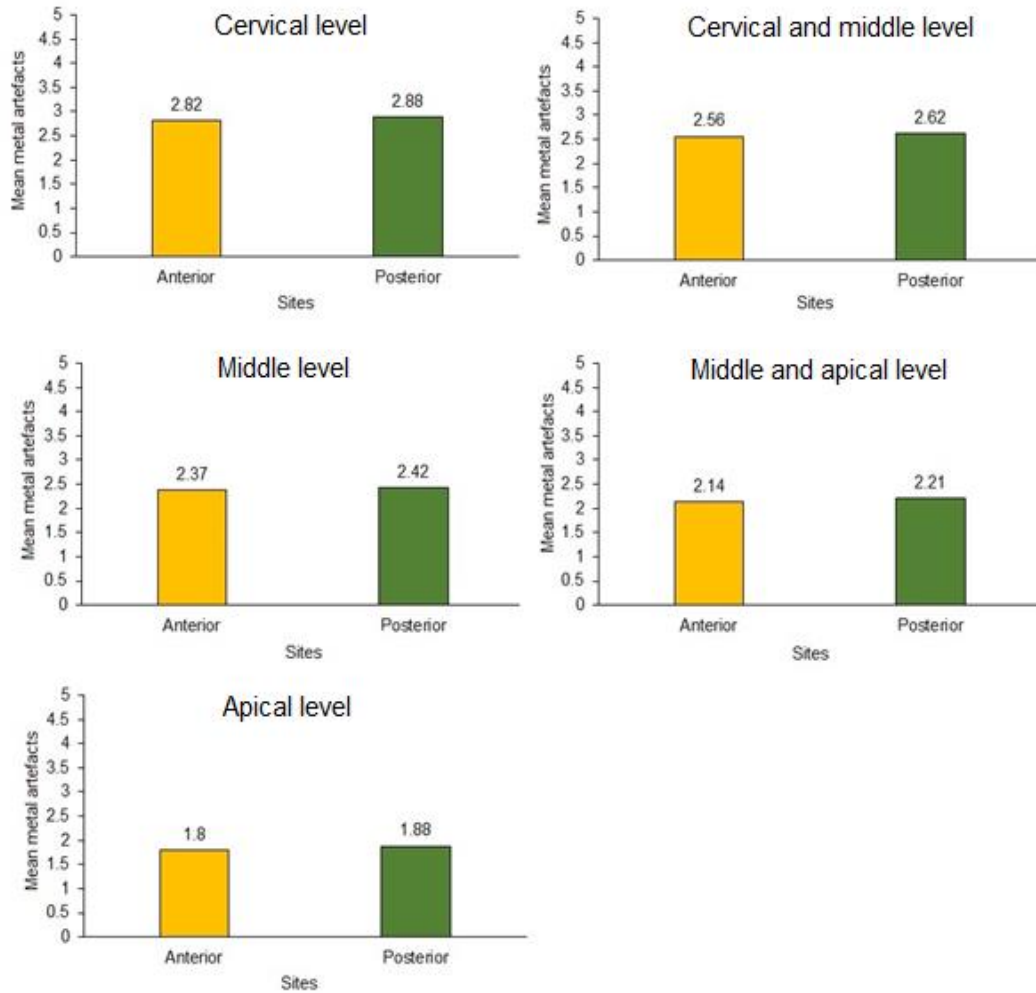 Cervical level
Mean metal artefacts
5
4.5
4
3.5
3
2.5
2
1.5
1
0.5
0
2.82
2.88
Anterior
Posterior
Sites
Cervical and middle level
Mean metal artefacts
5
4.5
4
3.5
3
2.5
2
1.5
1
0.5
0
2.56
2.62
Anterior
Posterior
Sites
Middle level
Mean metal artefacts
5
4.5
4
3.5
3
2.5
2
1.5
1
0.5
0
2.37
2.42
Anterior
Posterior
Sites
Middle and apical level
Mean metal artefacts
5
4.5
4
3.5
3
2.5
2
1.5
1
0.5
0
2.14
2.21
Anterior
Posterior
Sites
Apical level
Mean metal artefacts
5
4.5
4
3.5
3
2.5
2
1.5
1
0.5
0
1.8
1.88
Anterior
Posterior
Sites